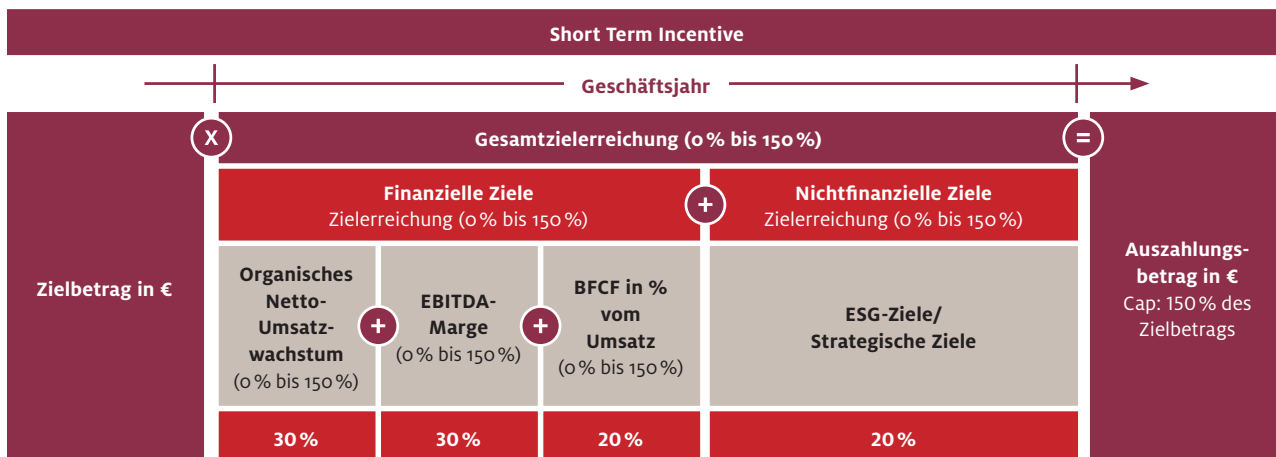 Short Term Incentive
Geschäftsjahr
Zielbetrag in €
X
Gesamtzielerreichung (0 % bis 150 %)
=
Finanzielle Ziele
Zielerreichung (0 % bis 150 %)
+
Nichtfinanzielle Ziele
Zielerreichung (0 % bis 150 %)
Organisches
Netto-
Umsatz-
wachstum
(0 % bis 150 %)
+
EBITDA-
Marge
(0 % bis 150 %)
+
BFCF in %
vom
Umsatz
(0 % bis 150 %)
ESG-Ziele/
Strategische Ziele
30 %
30 %
20 %
20 %
Auszahlungs-
betrag in €
Cap: 150 % des
Zielbetrags